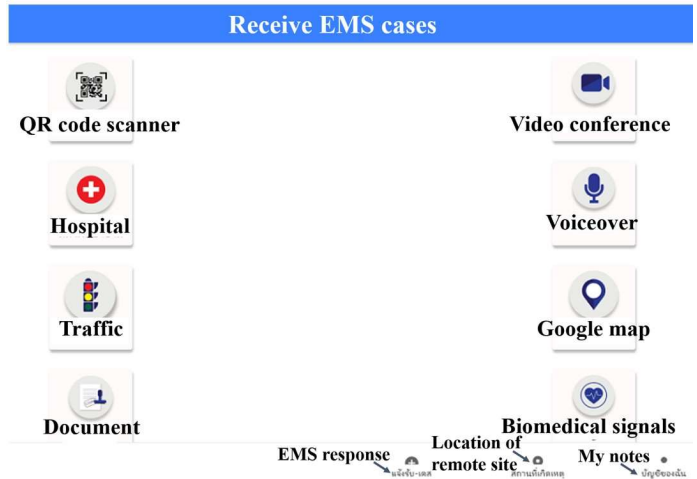 Receive EMS cases
QR code scanner
Video conference
Hospital
Voiceover
Traffic
Google map
Document
Biomedical signals
EMS response
Location of
remote site
My notes
แจ้งรับ-เคส
สถานที่เกิดเหตุ
บัญชีของฉัน